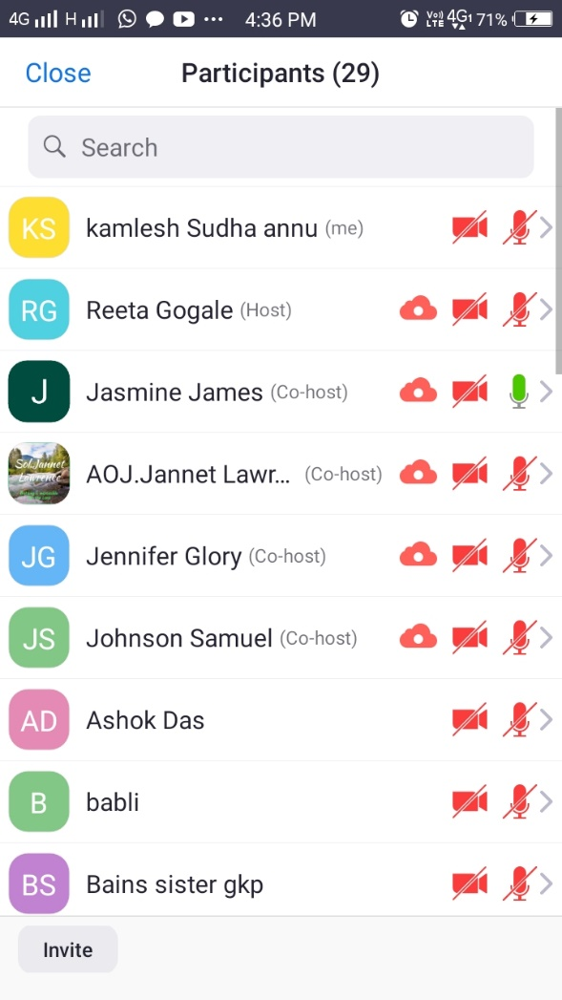 4G H 4:36 PM Vo)) LTE 4G1 71%
Close Participants (29)
Search
KS kamlesh Sudha annu (me)
RG Reeta Gogale (Host)
J Jasmine James (Co-host)
Sol.Jannet
Lawrence
AOJ.Jannet Lawr... (Co-host)
JG Jennifer Glory (Co-host)
JS Johnson Samuel (Co-host)
AD Ashok Das
B babli
BS Bains sister gkp
Invite